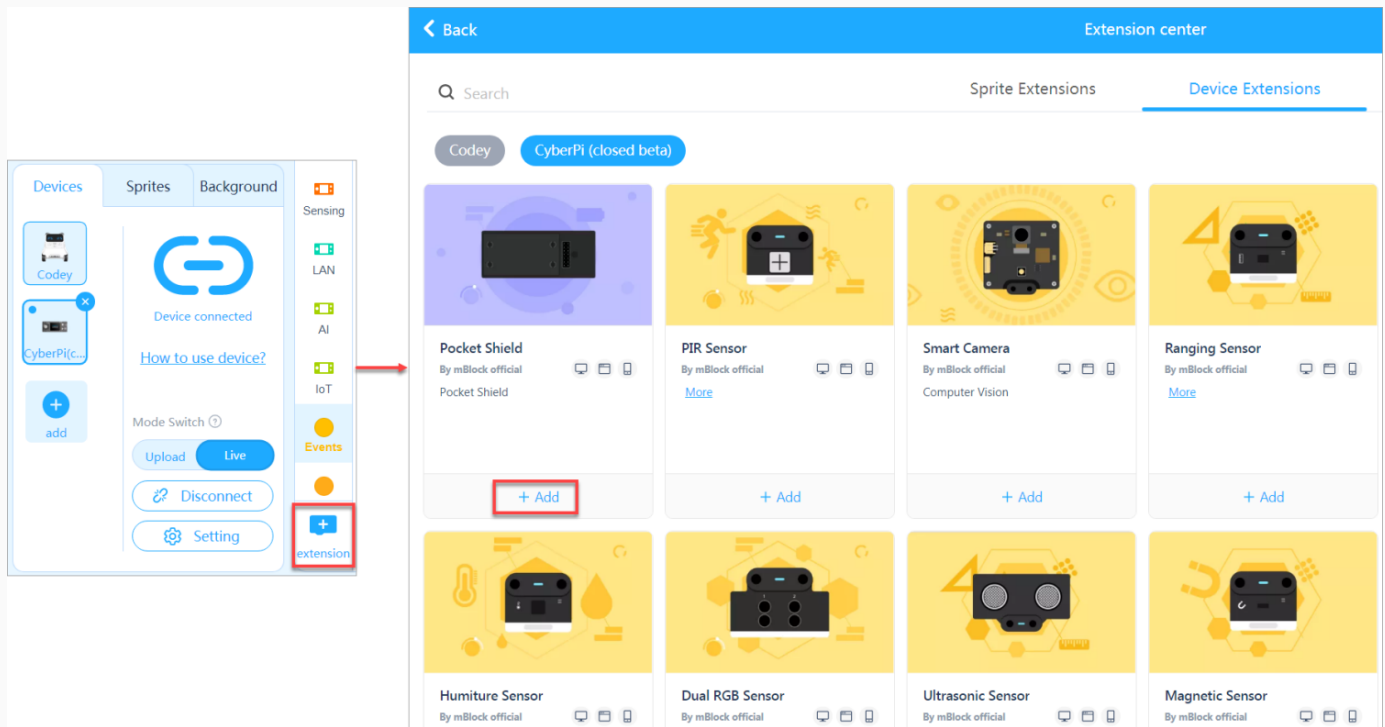 Devices
Sprites
Background
Codey
CyberPi(c...
add
Device connected
How to use device?
Mode Switch
Upload
Live
Disconnect
Setting
Sensing
LAN
AI
IoT
Events
extension
Back
Extension center
Search
Sprite Extensions
Device Extensions
Codey
CyberPi (closed beta)
Pocket Shield
By mBlock official
Pocket Shield
+ Add
PIR Sensor
By mBlock official
More
+ Add
Smart Camera
By mBlock official
Computer Vision
+ Add
Ranging Sensor
By mBlock official
More
+ Add
Humiture Sensor
By mBlock official
Dual RGB Sensor
By mBlock official
Ultrasonic Sensor
By mBlock official
Magnetic Sensor
By mBlock official